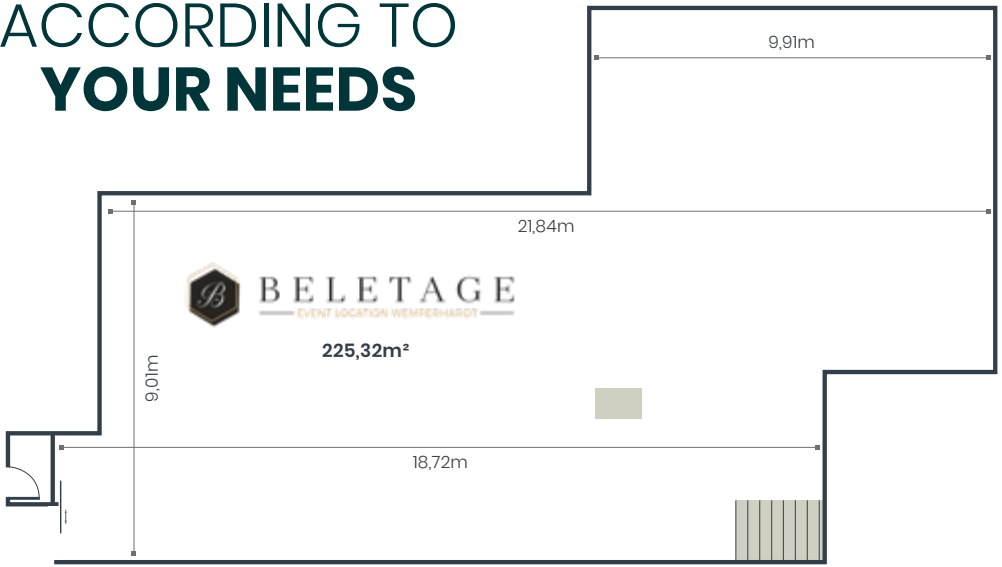 ACCORDING TO
YOUR NEEDS
9,91m
21,84m
B
BELETAGE
EVENT LOCATION WEMPERHARDT
225,32m²
9,01m
18,72m